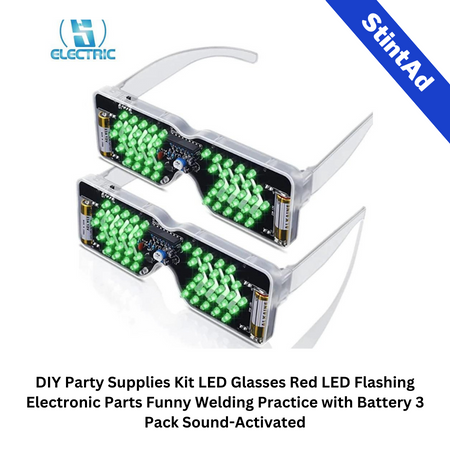 ELECTRIC
StintAd
DIY Party Supplies Kit LED Glasses Red LED Flashing
Electronic Parts Funny Welding Practice with Battery 3
Pack Sound-Activated